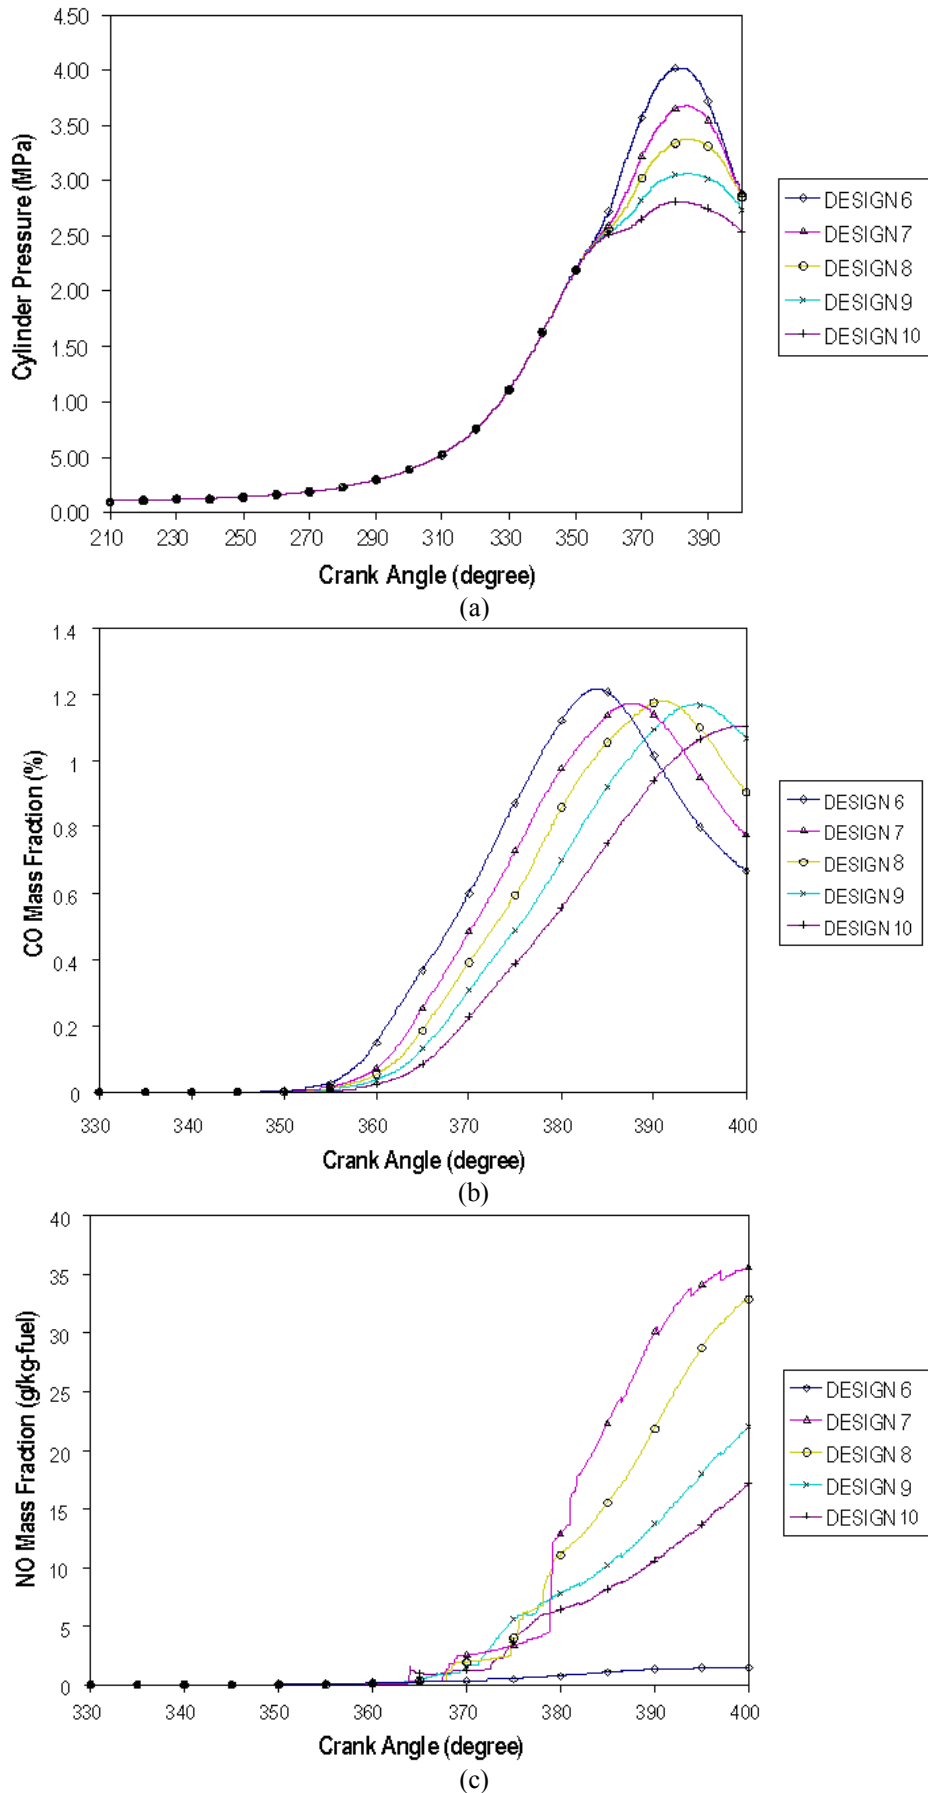 4.50
4.00
3.50
3.00
2.50
2.00
1.50
1.00
5.00
0.00
Cylinder Pressure (MPa)
210 230 250 270 290 310 330 350 370 390
Crank Angle (degree)
DESIGN 6
DESIGN 7
DESIGN 8
DESIGN 9
DESIGN 10
(a)
1.4
1.2
1
0.8
0.6
0.4
0.2
0
CO Mass Fraction (%)
330 340 350 360 370 380 390 400
Crank Angle (degree)
DESIGN 6
DESIGN 7
DESIGN 8
DESIGN 9
DESIGN 10
(b)
40
35
30
25
20
15
10
5
0
NO Mass Fraction (g/kg-fuel)
330 340 350 360 370 380 390 400
Crank Angle (degree)
DESIGN 6
DESIGN 7
DESIGN 8
DESIGN 9
DESIGN 10
(c)